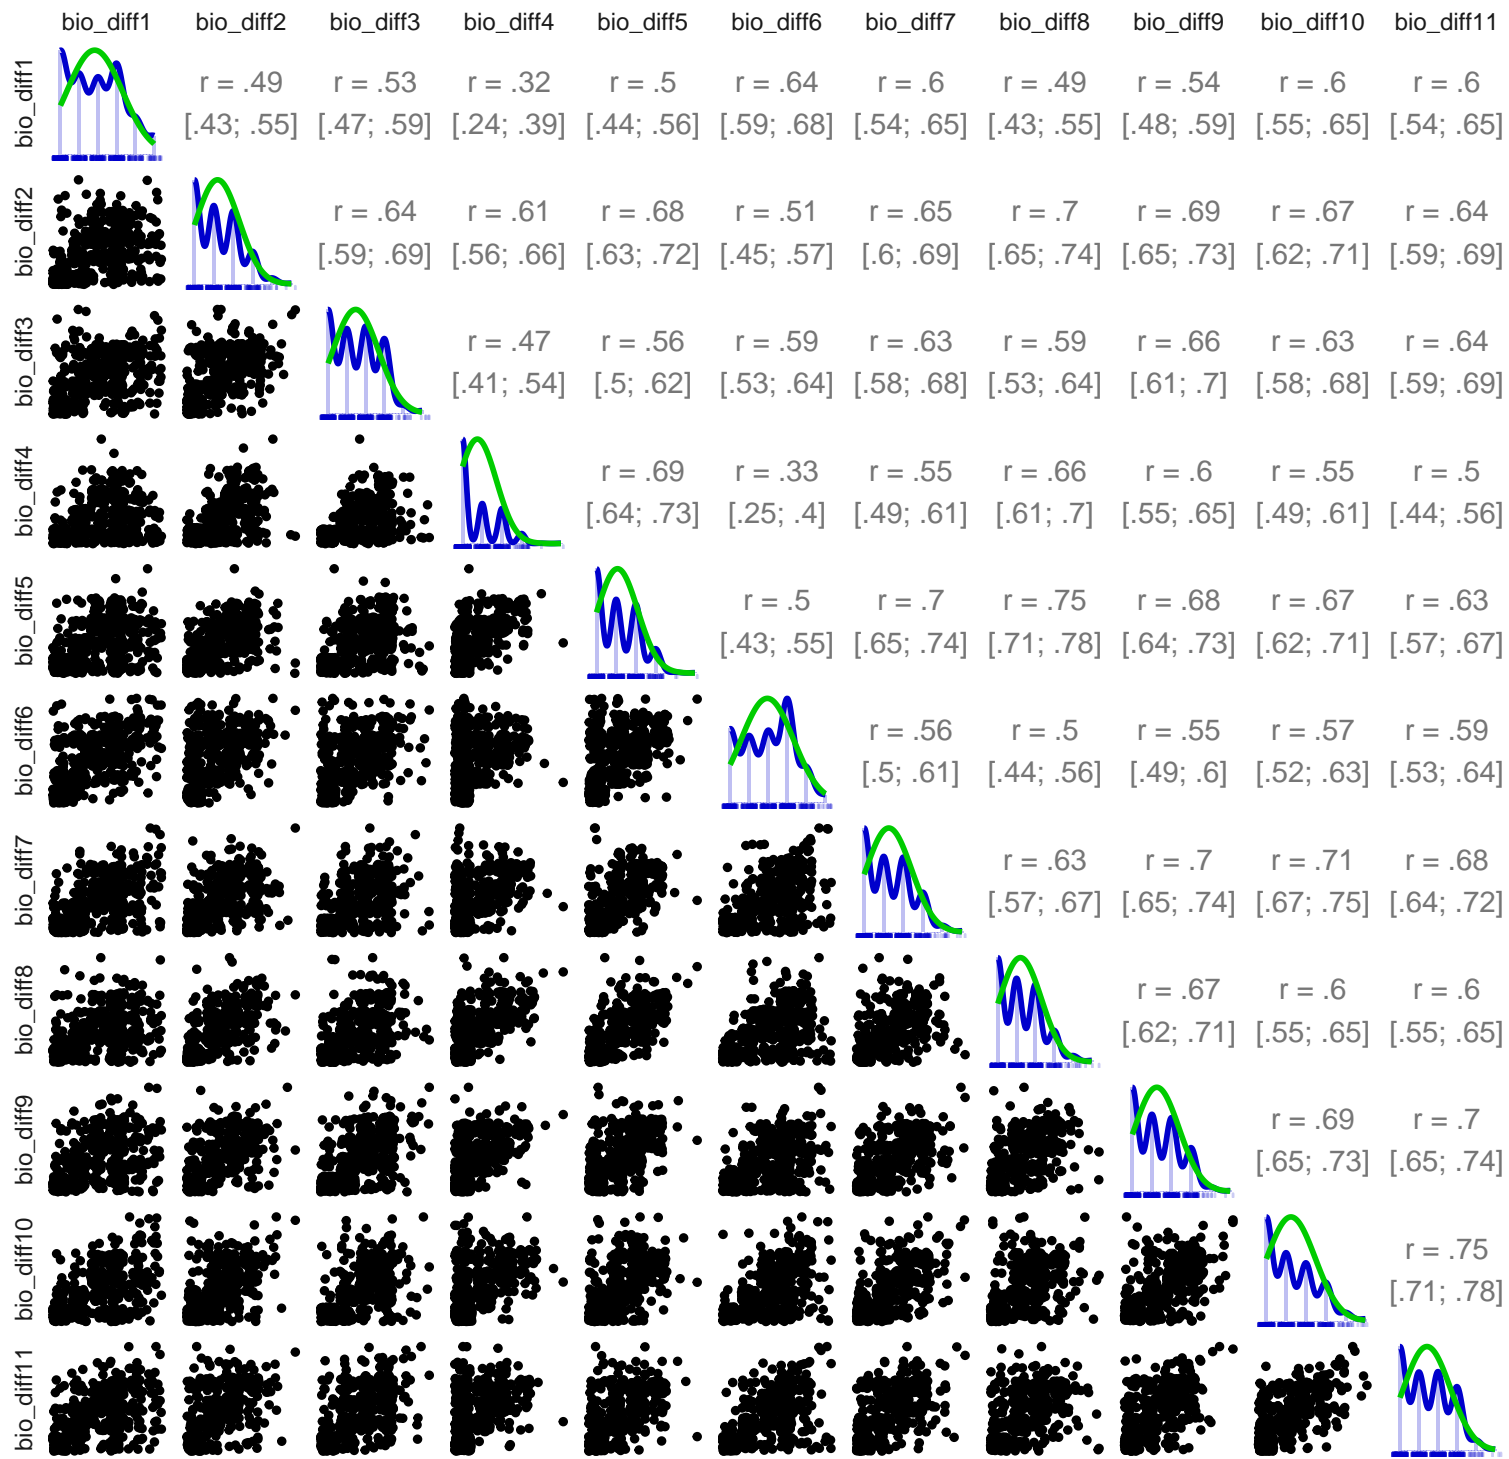 bio_diff1 bio_diff2 bio_diff3 bio_diff4 bio_diff5 bio_diff6 bio_diff7 bio_diff8 bio_diff9 bio_diff10 bio_diff11
bio_diff1
r = .49 r = .53 r = .32 r = .5 r = .64 r = .6 r = .49 r = .54 r = .6 r = .6
[.43; .55] [.47; .59] [.24; .39] [.44; .56] [.59; .68] [.54; .65] [.43; .55] [.48; .59] [.55; .65] [.54; .65]
bio_diff2
r = .64 r = .61 r = .68 r = .51 r = .65 r = .7 r = .69 r = .67 r = .64
[.59; .69] [.56; .66] [.63; .72] [.45; .57] [.6; .69] [.65; .74] [.65; .73] [.62; .71] [.59; .69]
bio_diff3
r = .47 r = .56 r = .59 r = .63 r = .59 r = .66 r = .63 r = .64
[.41; .54] [.5; .62] [.53; .64] [.58; .68] [.53; .64] [.61; .7] [.58; .68] [.59; .69]
bio_diff4
r = .69 r = .33 r = .55 r = .66 r = .6 r = .55 r = .5
[.64; .73] [.25; .4] [.49; .61] [.61; .7] [.55; .65] [.49; .61] [.44; .56]
bio_diff5
r = .5 r = .7 r = .75 r = .68 r = .67 r = .63
[.43; .55] [.65; .74] [.71; .78] [.64; .73] [.62; .71] [.57; .67]
bio_diff6
r = .56 r = .5 r = .55 r = .57 r = .59
[.5; .61] [.44; .56] [.49; .6] [.52; .63] [.53; .64]
bio_diff7
r = .63 r = .7 r = .71 r = .68
[.57; .67] [.65; .74] [.67; .75] [.64; .72]
bio_diff8
r = .67 r = .6 r = .6
[.62; .71] [.55; .65] [.55; .65]
bio_diff9
r = .69 r = .7
[.65; .73] [.65; .74]
bio_diff10
r = .75
[.71; .78]
bio_diff11